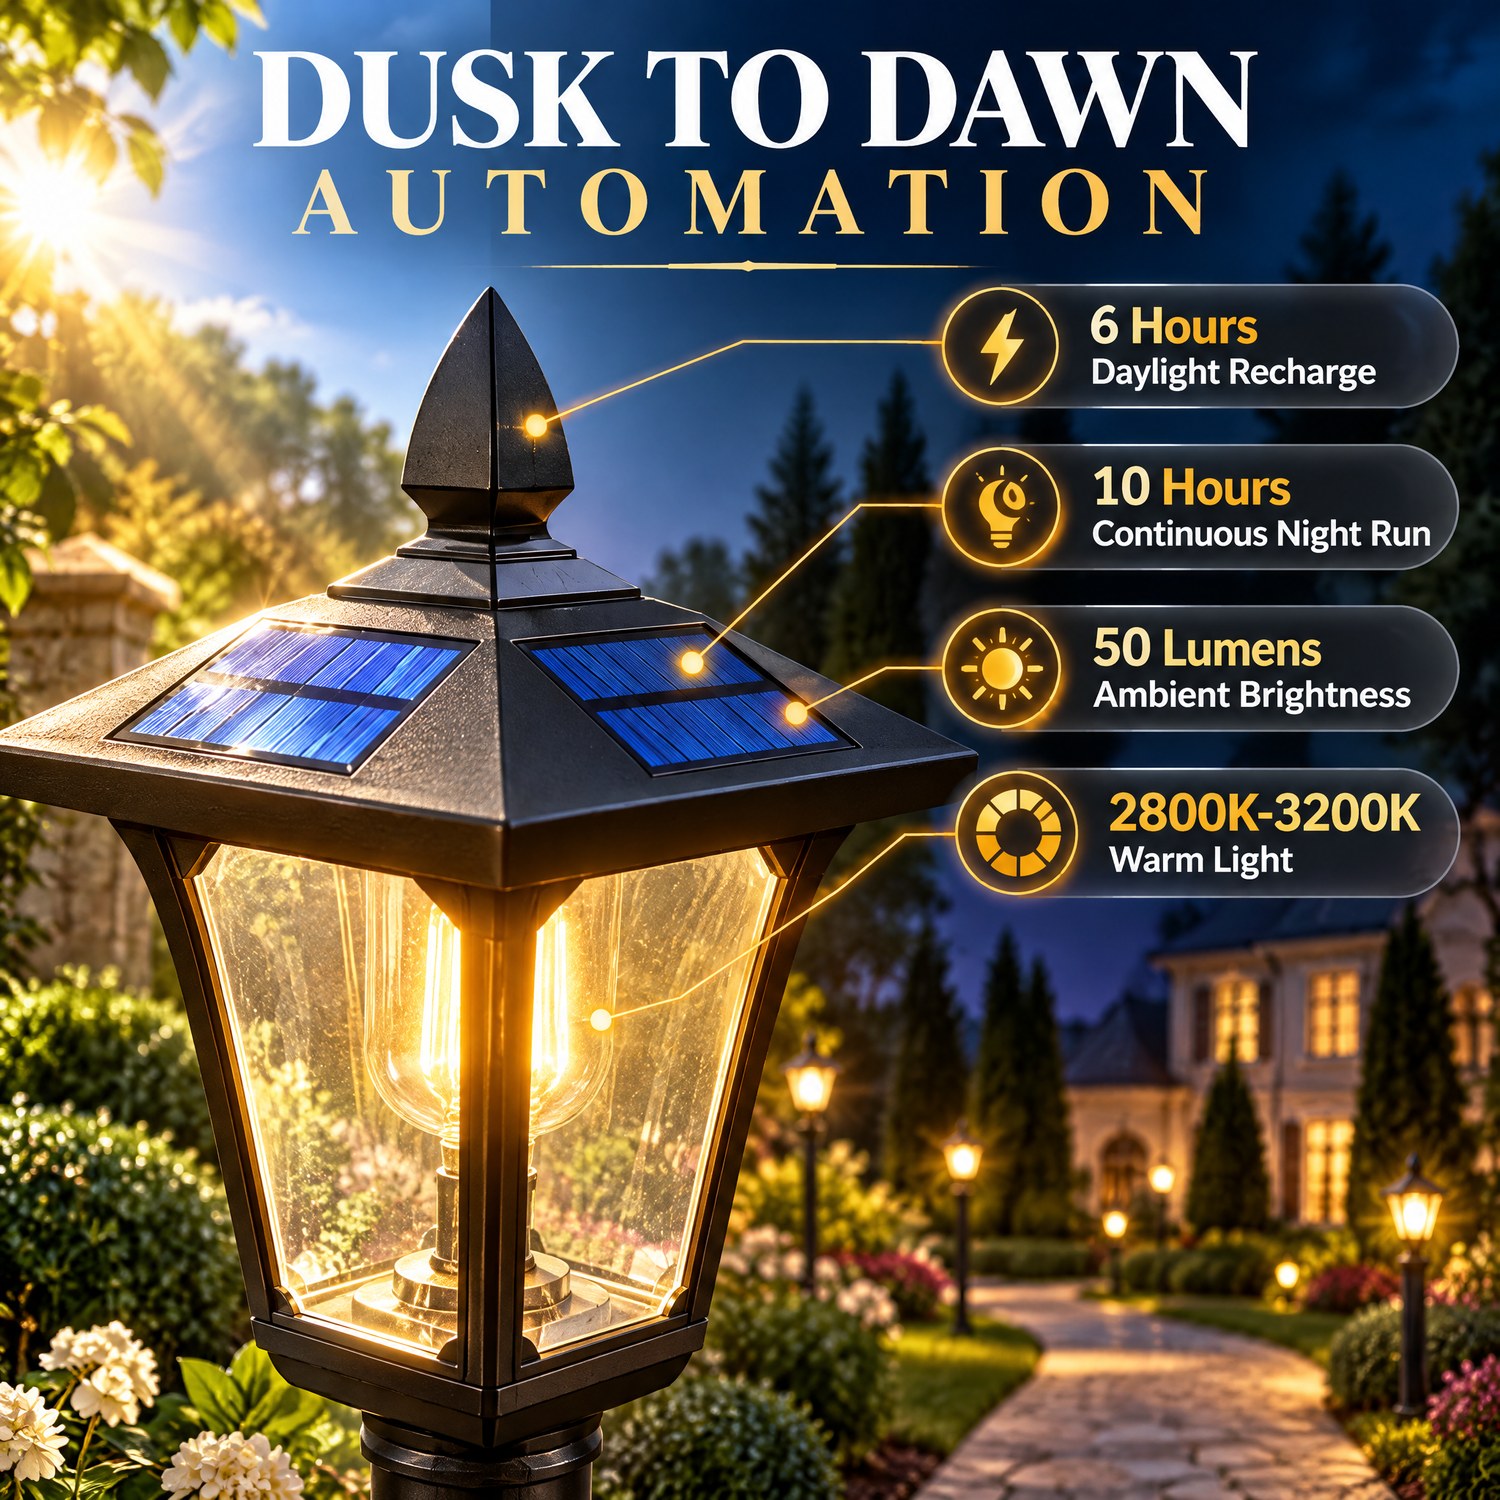 DUSK TO DAWN
AUTOMATION
6 Hours
Daylight Recharge
10 Hours
Continuous Night Run
50 Lumens
Ambient Brightness
2800K-3200K
Warm Light